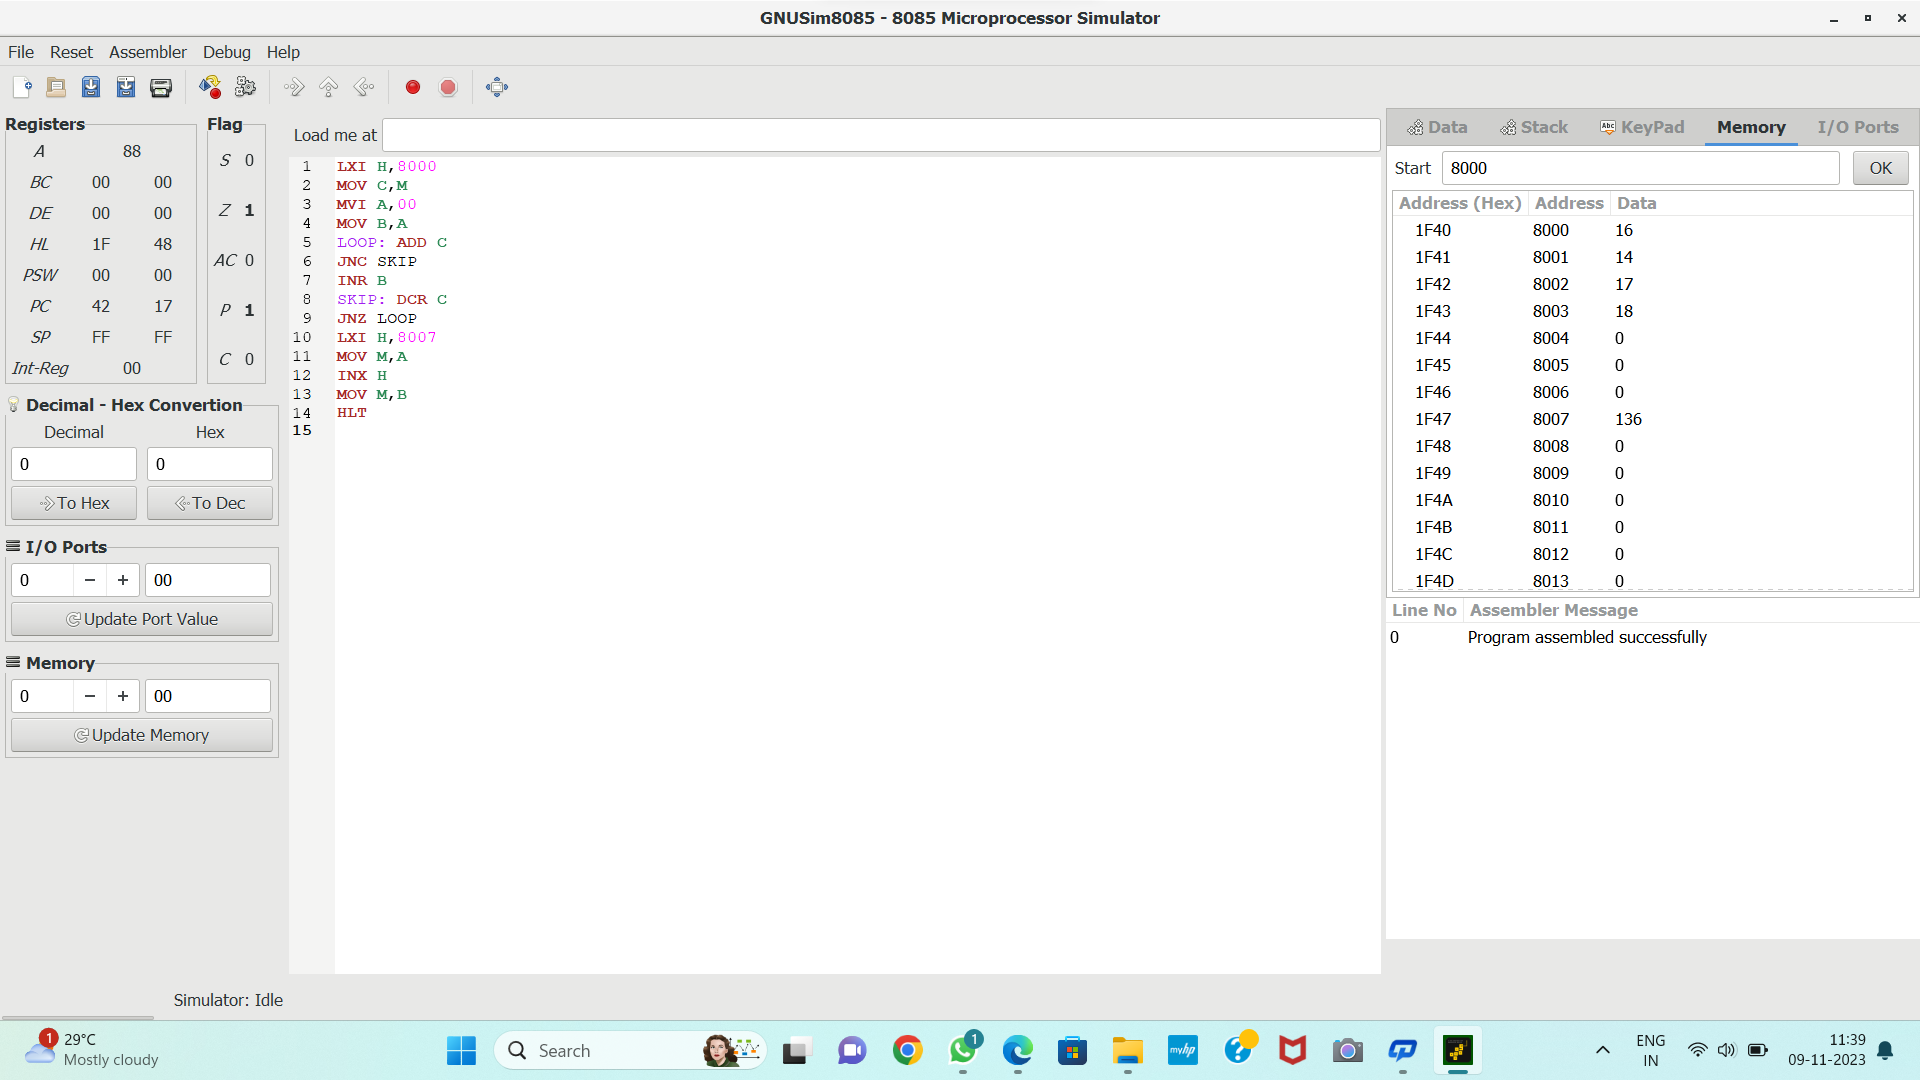 GNUSim8085 - 8085 Microprocessor Simulator
File Reset Assembler Debug Help
Registers
A 88
BC 00 00
DE 00 00
HL 1F 48
PSW 00 00
PC 42 17
SP FF FF
Int-Reg 00
Flag
S 0
Z 1
AC 0
P 1
C 0
Decimal - Hex Convertion
Decimal Hex
0 0
To Hex To Dec
I/O Ports
0 − + 00
Update Port Value
Memory
0 − + 00
Update Memory
Load me at
1 LXI H,8000
2 MOV C,M
3 MVI A,00
4 MOV B,A
5 LOOP: ADD C
6 JNC SKIP
7 INR B
8 SKIP: DCR C
9 JNZ LOOP
10 LXI H,8007
11 MOV M,A
12 INX H
13 MOV M,B
14 HLT
15
Data Stack Abc KeyPad Memory I/O Ports
Start 8000 OK
Address (Hex) Address Data
1F40 8000 16
1F41 8001 14
1F42 8002 17
1F43 8003 18
1F44 8004 0
1F45 8005 0
1F46 8006 0
1F47 8007 136
1F48 8008 0
1F49 8009 0
1F4A 8010 0
1F4B 8011 0
1F4C 8012 0
1F4D 8013 0
Line No Assembler Message
0 Program assembled successfully
Simulator: Idle
1 29°C
Mostly cloudy
Search
1
myhp
ENG
IN
11:39
09-11-2023